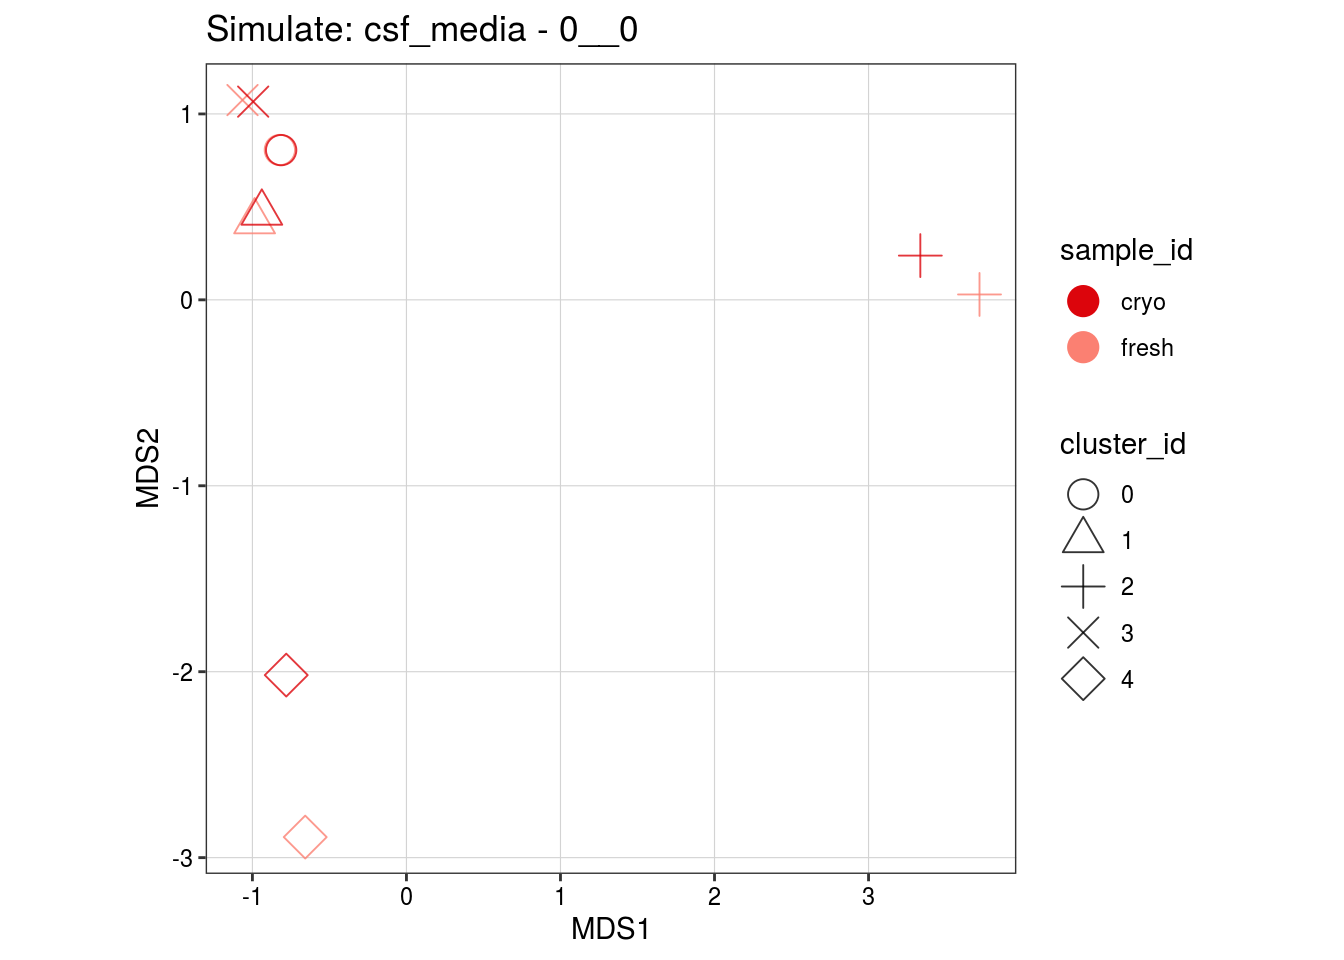 Simulate: csf_media - 0__0
1
0
-1
-2
-3
MDS2
-1
0
1
2
3
MDS1
sample_id
cryo
fresh
cluster_id
0
1
2
3
4